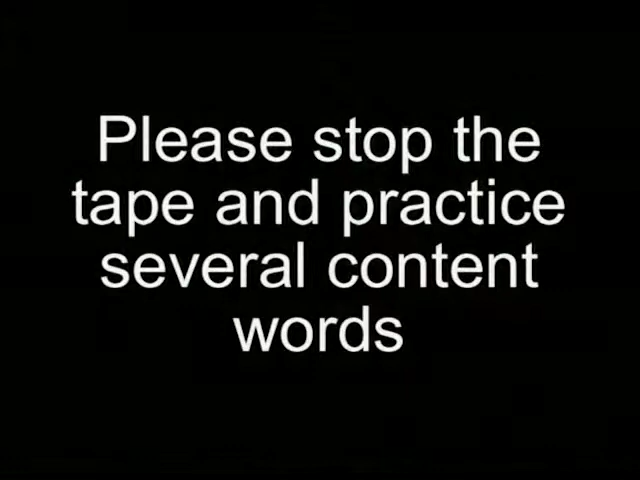 Please stop the
tape and practice
several content
words